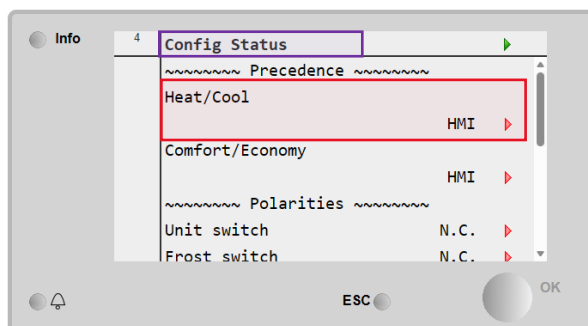 Info
4 Config Status
~~~~~~~~ Precedence ~~~~~~~~
Heat/Cool
HMI
Comfort/Economy
HMI
~~~~~~~~ Polarities ~~~~~~~~
Unit switch N.C.
Frost switch N.C.
ESC
OK